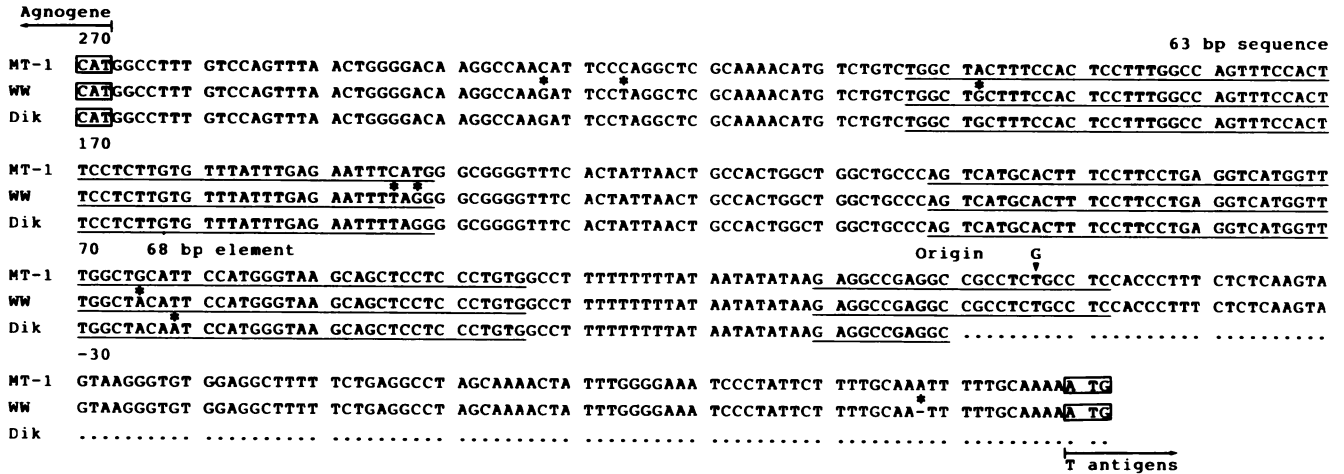 Agnogene
270
63 bp sequence
MT-1 CATGGCCTTT GTCCAGTTTA ACTGGGGACA AGGCCAACAT TCCCAGGCTC GCAAAACATG TCTGTCTGGC TACTTTCCAC TCCTTTGGCC AGTTTCCACT
* * *
WW CATGGCCTTT GTCCAGTTTA ACTGGGGACA AGGCCAAGAT TCCTAGGCTC GCAAAACATG TCTGTCTGGC TGCTTTCCAC TCCTTTGGCC AGTTTCCACT
Dik CATGGCCTTT GTCCAGTTTA ACTGGGGACA AGGCCAAGAT TCCTAGGCTC GCAAAACATG TCTGTCTGGC TGCTTTCCAC TCCTTTGGCC AGTTTCCACT
170
MT-1 TCCTCTTGTG TTTATTTGAG AATTTCATGG GCGGGGTTTC ACTATTAACT GCCACTGGCT GGCTGCCCAG TCATGCACTT TCCTTCCTGA GGTCATGGTT
* *
WW TCCTCTTGTG TTTATTTGAG AATTTTAGGG GCGGGGTTTC ACTATTAACT GCCACTGGCT GGCTGCCCAG TCATGCACTT TCCTTCCTGA GGTCATGGTT
Dik TCCTCTTGTG TTTATTTGAG AATTTTAGGG GCGGGGTTTC ACTATTAACT GCCACTGGCT GGCTGCCCAG TCATGCACTT TCCTTCCTGA GGTCATGGTT
70 68 bp element Origin G
MT-1 TGGCTGCATT CCATGGGTAA GCAGCTCCTC CCTGTGGCCT TTTTTTTTAT AATATATAAG AGGCCGAGGC CGCCTCTGCC TCCACCCTTT CTCTCAAGTA
*
WW TGGCTACATT CCATGGGTAA GCAGCTCCTC CCTGTGGCCT TTTTTTTTAT AATATATAAG AGGCCGAGGC CGCCTCTGCC TCCACCCTTT CTCTCAAGTA
*
Dik TGGCTACAAT CCATGGGTAA GCAGCTCCTC CCTGTGGCCT TTTTTTTTAT AATATATAAG AGGCCGAGGC .......... .......... ..........
-30
MT-1 GTAAGGGTGT GGAGGCTTTT TCTGAGGCCT AGCAAAACTA TTTGGGGAAA TCCCTATTCT TTTGCAAATT TTTGCAAAAA TG
*
WW GTAAGGGTGT GGAGGCTTTT TCTGAGGCCT AGCAAAACTA TTTGGGGAAA TCCCTATTCT TTTGCAA-TT TTTGCAAAAA TG
Dik .......... .......... .......... .......... .......... .......... .......... .......... ..
T antigens